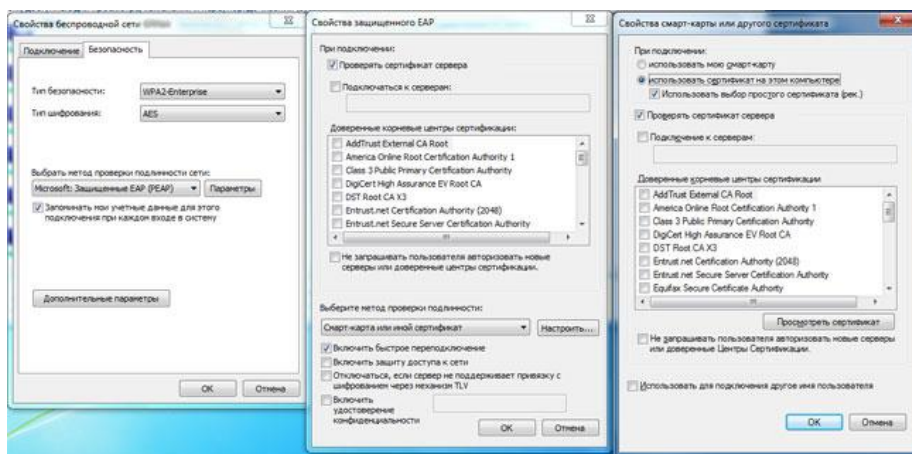 Свойства беспроводной сети
Подключение
Безопасность
Тип безопасности:
WPA2-Enterprise
Тип шифрования:
AES
Выбрать метод проверки подлинности сети:
Microsoft: Защищенные EAP (PEAP)
Параметры
Запоминать мои учетные данные для этого
подключения при каждом входе в систему
Дополнительные параметры
OK
Отмена
Свойства защищенного EAP
При подключении:
Проверять сертификат сервера
Подключаться к серверам:
Доверенные корневые центры сертификации:
AddTrust External CA Root
America Online Root Certification Authority 1
Class 3 Public Primary Certification Authority
DigiCert High Assurance EV Root CA
DST Root CA X3
Entrust.net Certification Authority (2048)
Entrust.net Secure Server Certification Authority
Не запрашивать пользователя авторизовать новые
серверы или доверенные центры сертификации.
Выберите метод проверки подлинности:
Смарт-карта или иной сертификат
Настроить...
Включить быстрое переподключение
Включить защиту доступа к сети
Отключаться, если сервер не поддерживает привязку с
шифрованием через механизм TLV
Включить
удостоверение
конфиденциальности
OK
Отмена
Свойства смарт-карты или другого сертификата
При подключении:
использовать мою смарт-карту
использовать сертификат на этом компьютере
Использовать выбор простого сертификата (рек.)
Проверять сертификат сервера
Подключение к серверам:
Доверенные корневые центры сертификации
AddTrust External CA Root
America Online Root Certification Authority 1
Class 3 Public Primary Certification Authority
DigiCert High Assurance EV Root CA
DST Root CA X3
Entrust.net Certification Authority (2048)
Entrust.net Secure Server Certification Authority
Equifax Secure Certificate Authority
Просмотреть сертификат
Не запрашивать пользователя авторизовать новые серверы
или доверенные Центры Сертификации.
Использовать для подключения другое имя пользователя
OK
Отмена